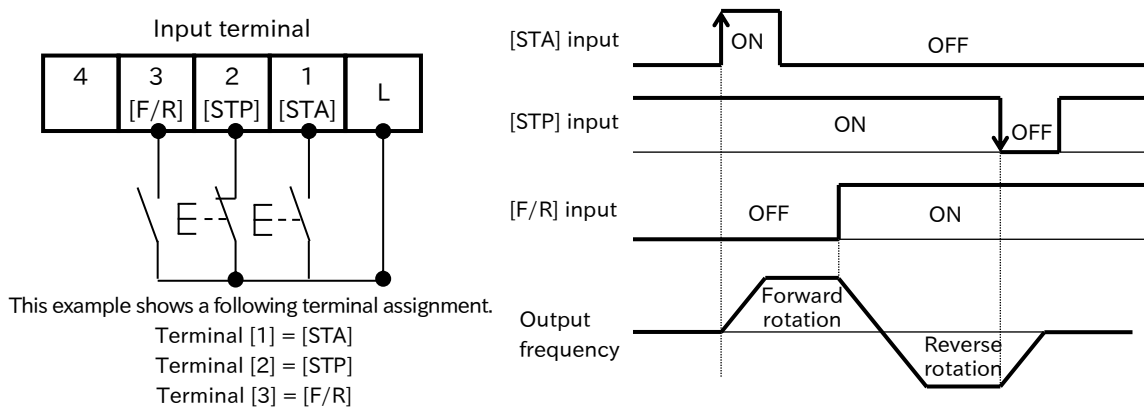 Input terminal
4 3 2 1 L
[F/R] [STP] [STA]
This example shows a following terminal assignment.
Terminal [1] = [STA]
Terminal [2] = [STP]
Terminal [3] = [F/R]
[STA] input ON OFF
[STP] input ON OFF
[F/R] input OFF ON
Output
frequency
Forward
rotation
Reverse
rotation